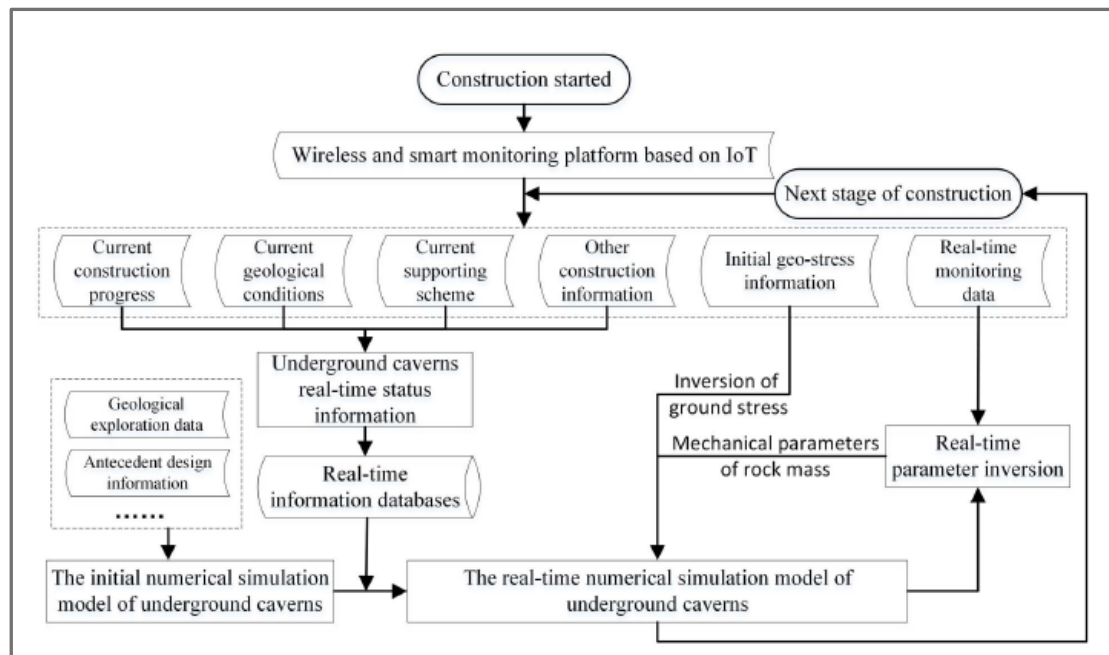 Construction started
Wireless and smart monitoring platform based on IoT
Next stage of construction
Current
construction
progress
Current
geological
conditions
Current
supporting
scheme
Other
construction
information
Initial geo-stress
information
Real-time
monitoring
data
Underground caverns
real-time status
information
Inversion of
ground stress
Geological
exploration data
Antecedent design
information
......
Real-time
information databases
Mechanical parameters
of rock mass
Real-time
parameter inversion
The initial numerical simulation
model of underground caverns
The real-time numerical simulation model of
underground caverns